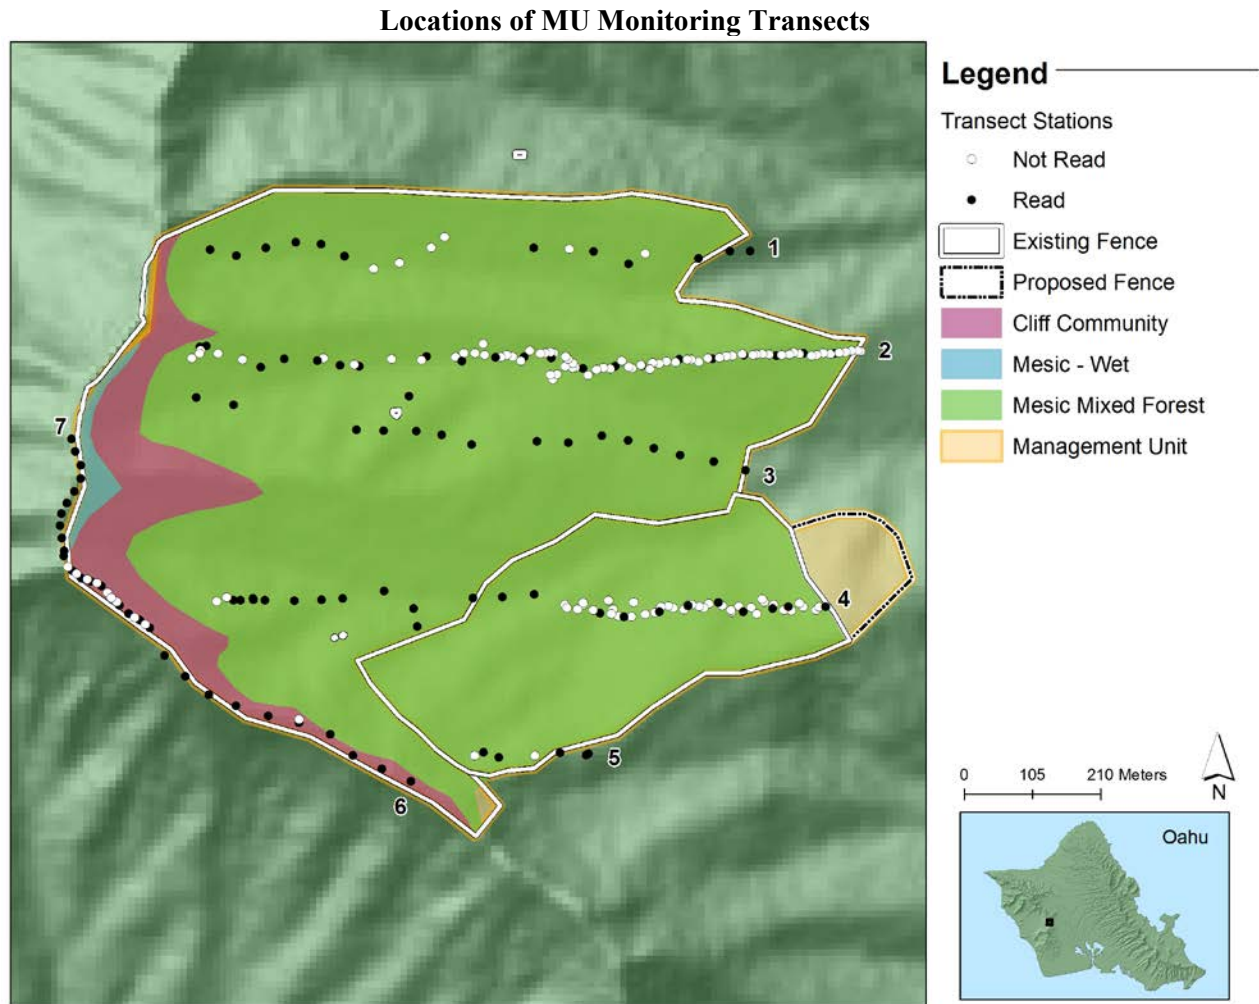 Locations of MU Monitoring Transects
Legend
Transect Stations
Not Read
Read
Existing Fence
Proposed Fence
Cliff Community
Mesic - Wet
Mesic Mixed Forest
Management Unit
1
2
7
3
4
5
6
0 105 210 Meters
N
Oahu